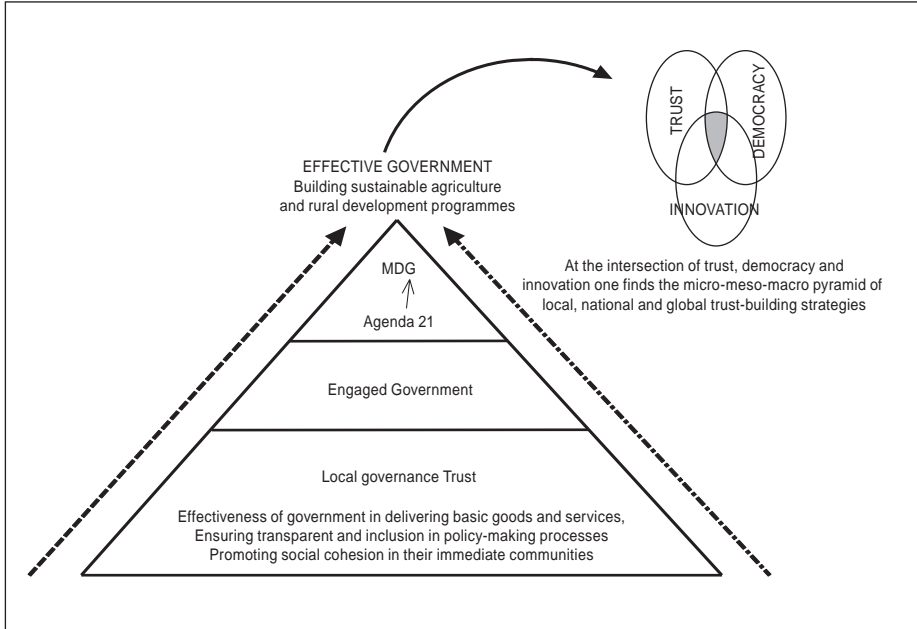 TRUST
DEMOCRACY
INNOVATION
EFFECTIVE GOVERNMENT
Building sustainable agriculture
and rural development programmes
At the intersection of trust, democracy and
innovation one finds the micro-meso-macro pyramid of
local, national and global trust-building strategies
MDG
Agenda 21
Engaged Government
Local governance Trust
Effectiveness of government in delivering basic goods and services,
Ensuring transparent and inclusion in policy-making processes
Promoting social cohesion in their immediate communities